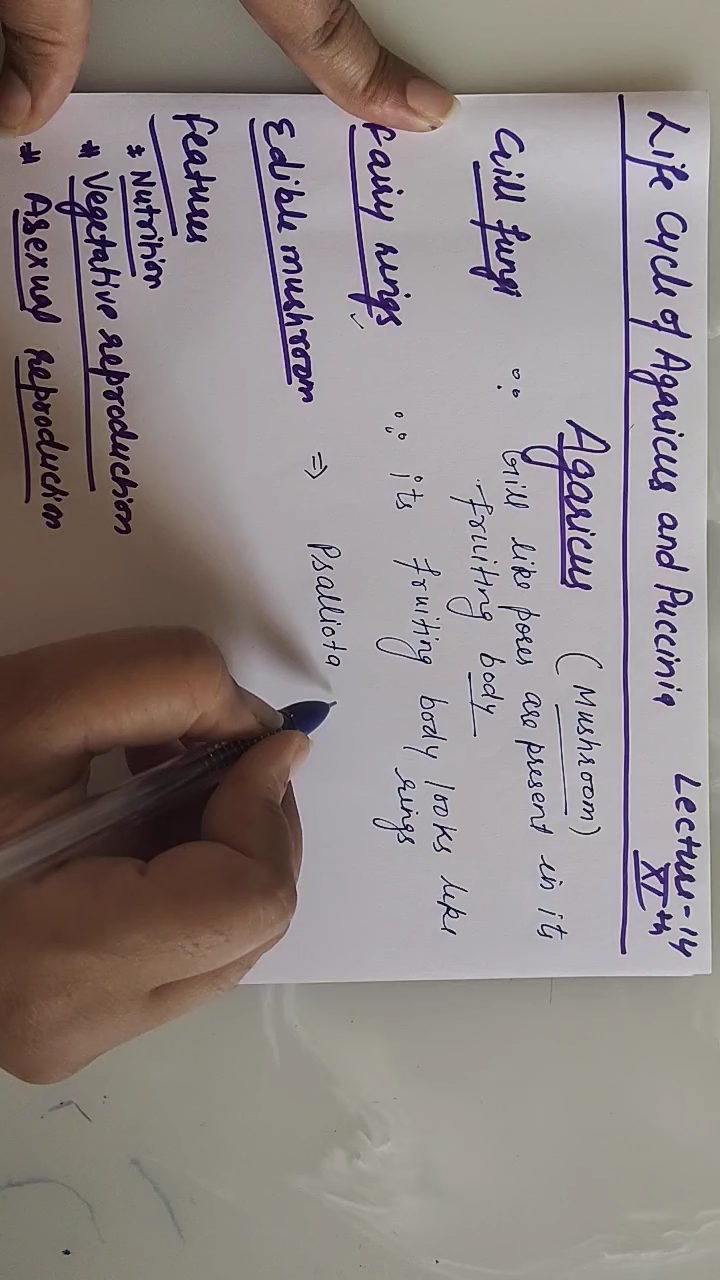 Life Cycle of Agaricus and Puccinia Lecture-14
XIth
Agaricus (Mushroom)
Gill fungi ∵ Gill like pores are present in its
fruiting body
Fairy rings ∵ its fruiting body looks like
rings
Edible mushroom ⇒ Psalliota
Features
* Nutrition
* Vegetative reproduction
* Asexual reproduction